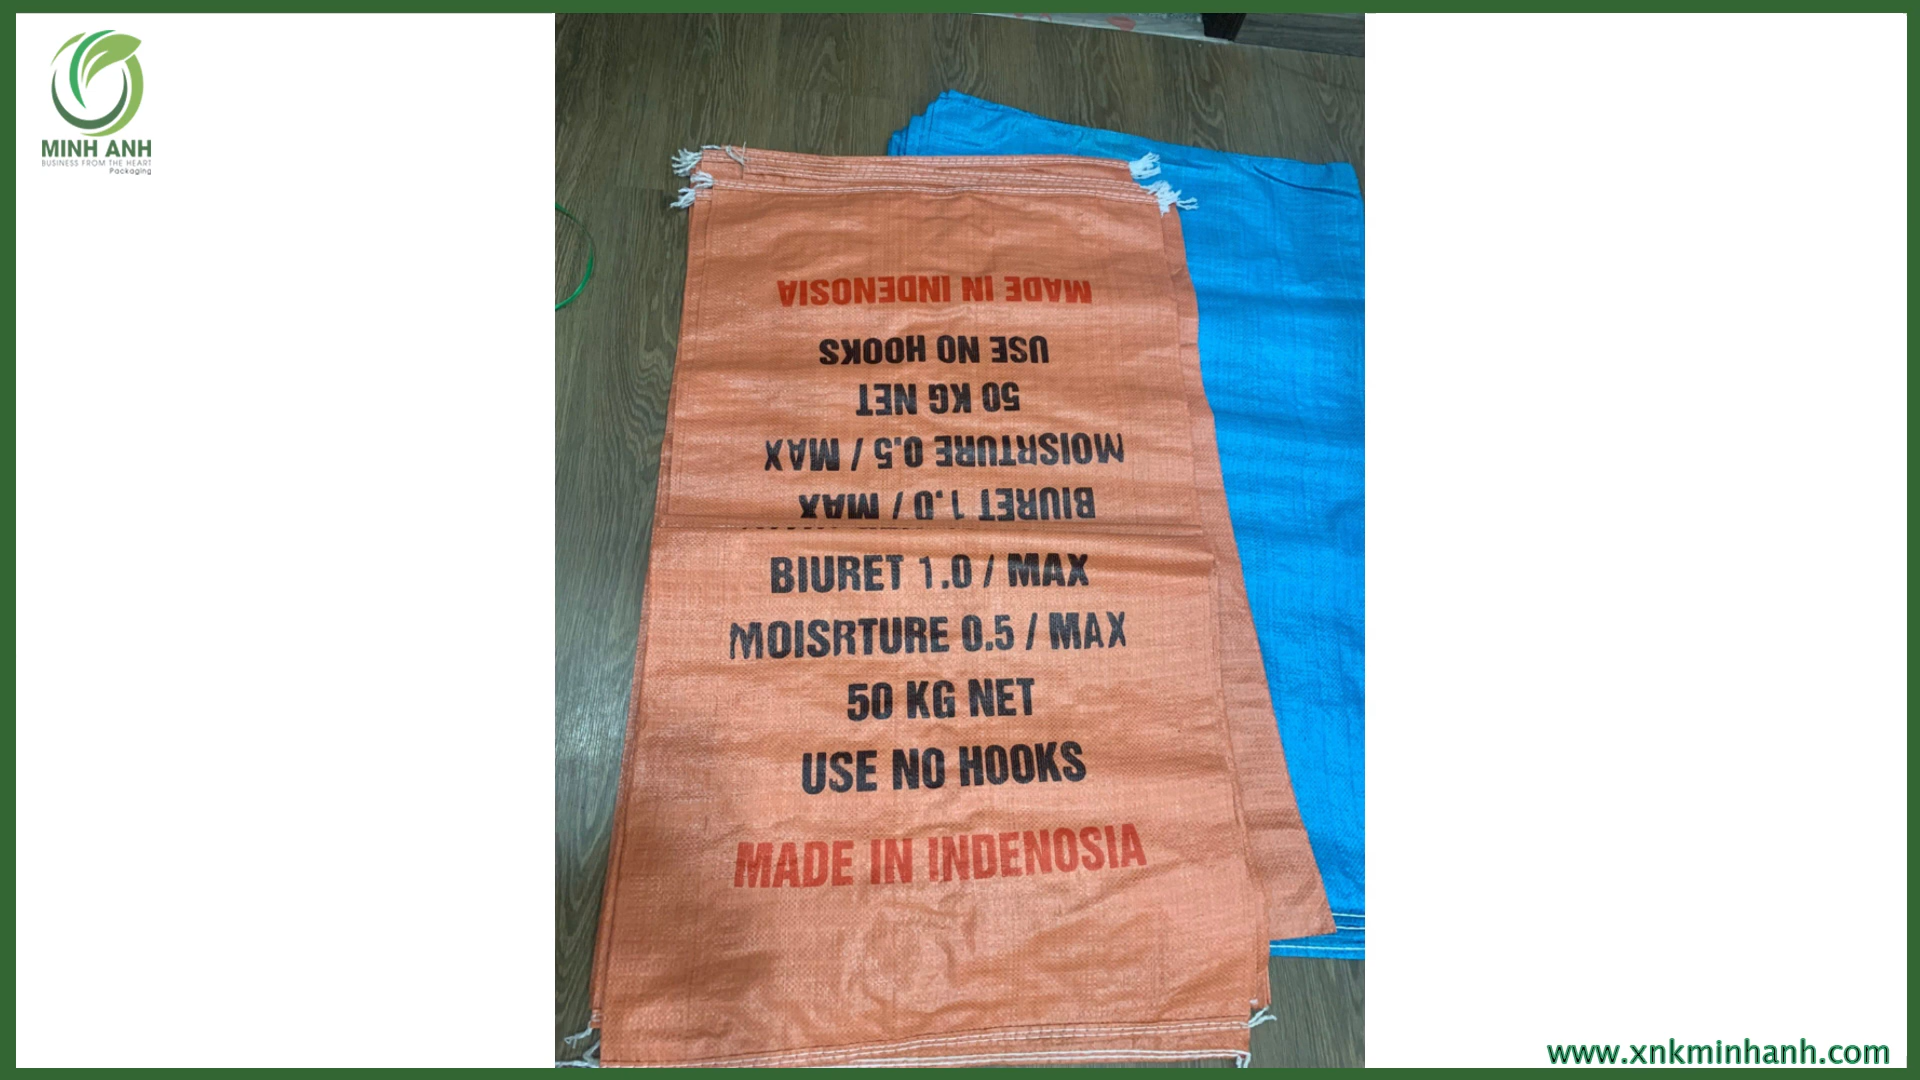 MINH ANH
BUSINESS FROM THE HEART
Packaging
MADE IN INDENOSIA
USE NO HOOKS
50 KG NET
MOISRTURE 0.5 / MAX
BIURET 1.0 / MAX
BIURET 1.0 / MAX
MOISRTURE 0.5 / MAX
50 KG NET
USE NO HOOKS
MADE IN INDENOSIA
www.xnkminhanh.com